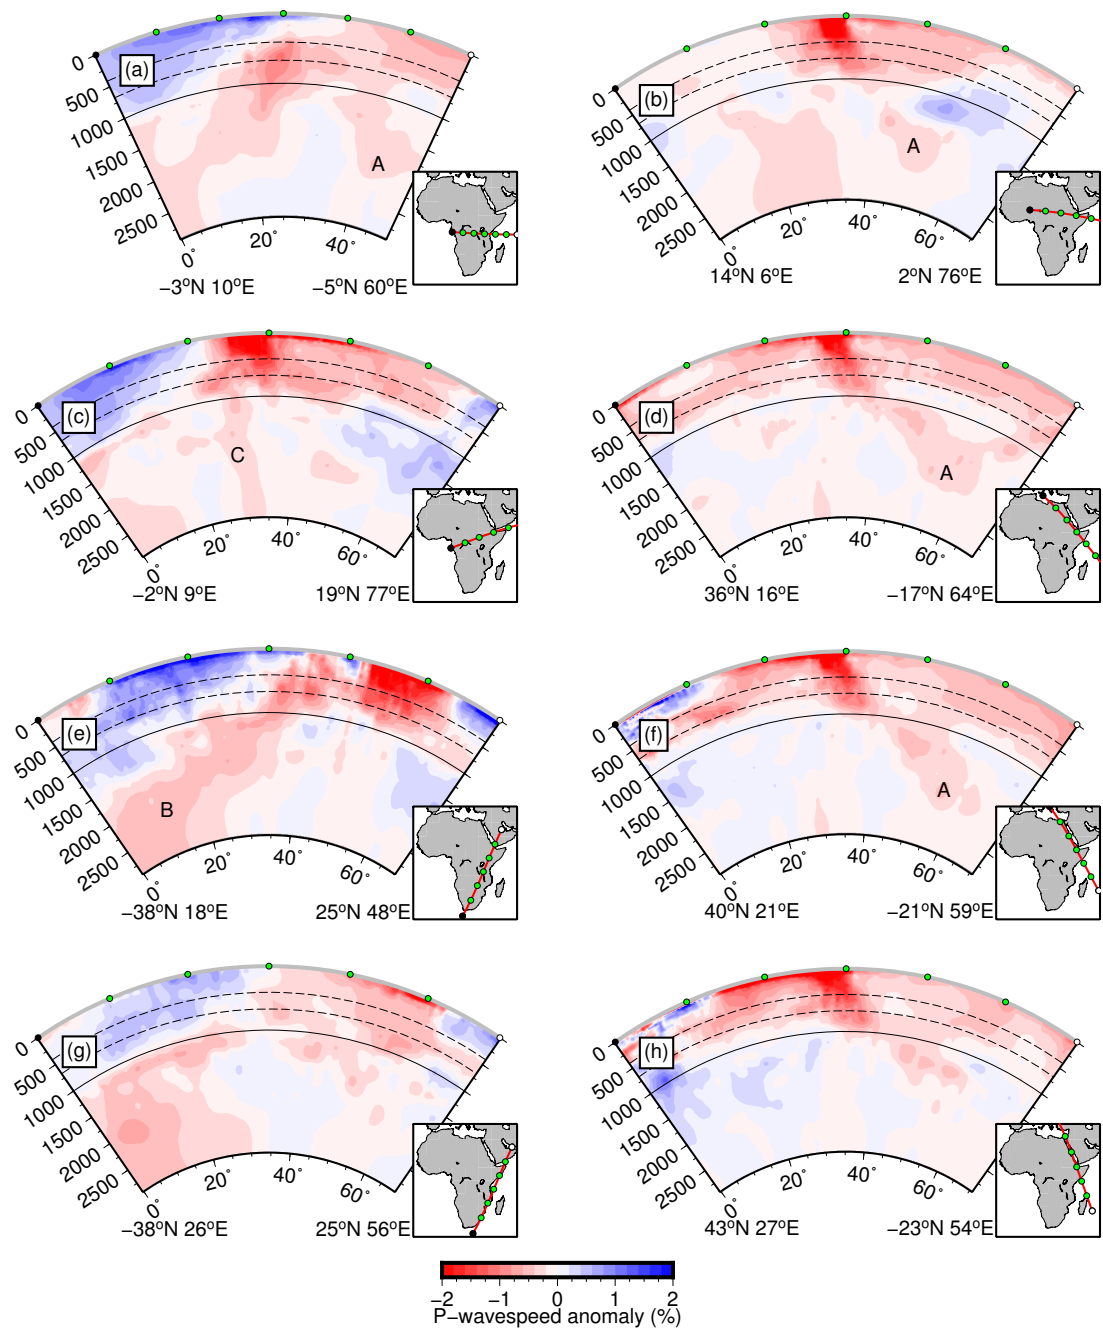 (a)
0
500
1000
1500
2000
2500
0°
20°
40°
A
−3°N 10°E
−5°N 60°E
(b)
0
500
1000
1500
2000
2500
0°
20°
40°
60°
A
14°N 6°E
2°N 76°E
(c)
0
500
1000
1500
2000
2500
0°
20°
40°
60°
C
−2°N 9°E
19°N 77°E
(d)
0
500
1000
1500
2000
2500
0°
20°
40°
60°
A
36°N 16°E
−17°N 64°E
(e)
0
500
1000
1500
2000
2500
0°
20°
40°
60°
B
−38°N 18°E
25°N 48°E
(f)
0
500
1000
1500
2000
2500
0°
20°
40°
60°
A
40°N 21°E
−21°N 59°E
(g)
0
500
1000
1500
2000
2500
0°
20°
40°
60°
−38°N 26°E
25°N 56°E
(h)
0
500
1000
1500
2000
2500
0°
20°
40°
60°
43°N 27°E
−23°N 54°E
−2 −1 0 1 2
P−wavespeed anomaly (%)